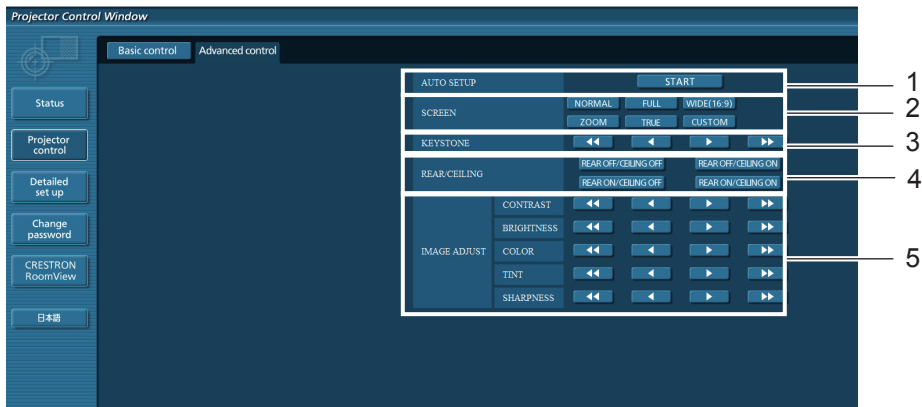 Projector Control Window
Basic control
Advanced control
Status
Projector
control
Detailed
set up
Change
password
CRESTRON
RoomView
日本語
AUTO SETUP
START
1
SCREEN
NORMAL FULL WIDE(16:9)
ZOOM TRUE CUSTOM
2
KEYSTONE
3
REAR/CEILING
REAR OFF/CEILING OFF REAR OFF/CEILING ON
REAR ON/CEILING OFF REAR ON/CEILING ON
4
IMAGE ADJUST
CONTRAST
BRIGHTNESS
COLOR
TINT
SHARPNESS
5